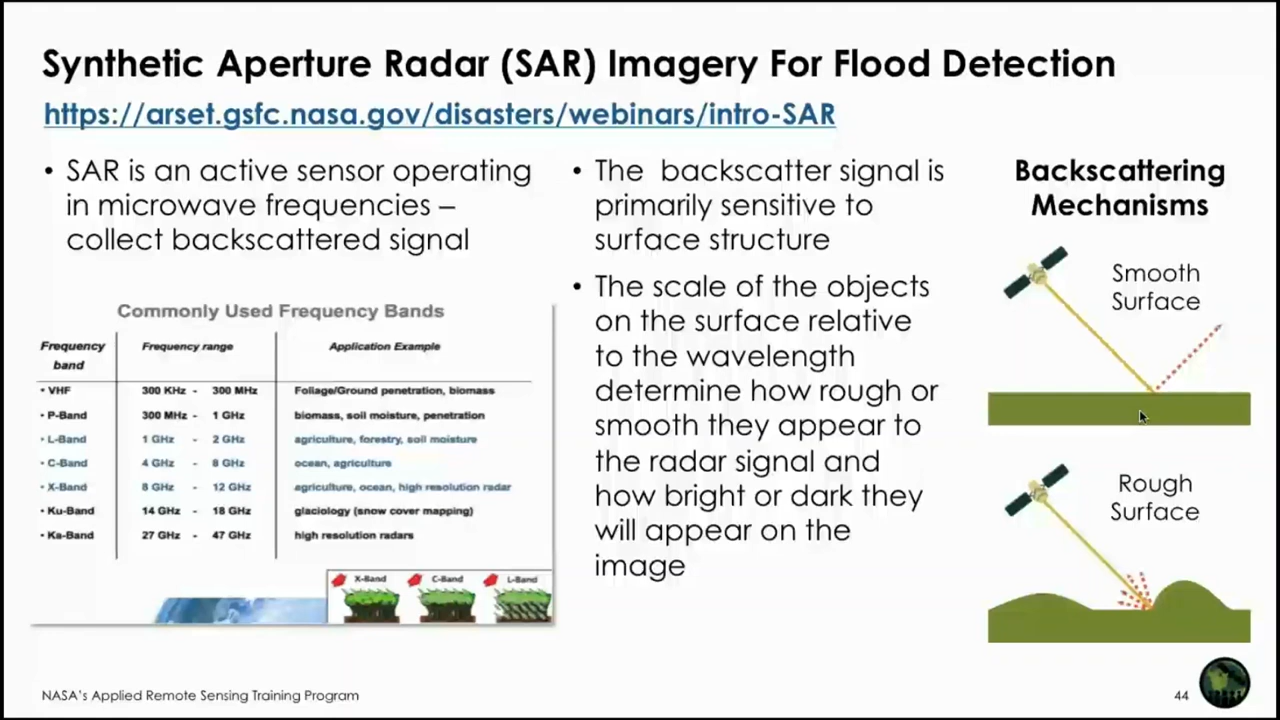 Synthetic Aperture Radar (SAR) Imagery For Flood Detection
https://arset.gsfc.nasa.gov/disasters/webinars/intro-SAR
• SAR is an active sensor operating
in microwave frequencies –
collect backscattered signal
Commonly Used Frequency Bands
Frequency band Frequency range Application Example
• VHF 300 KHz - 300 MHz Foliage/Ground penetration, biomass
• P-Band 300 MHz - 1 GHz biomass, soil moisture, penetration
• L-Band 1 GHz - 2 GHz agriculture, forestry, soil moisture
• C-Band 4 GHz - 8 GHz ocean, agriculture
• X-Band 8 GHz - 12 GHz agriculture, ocean, high resolution radar
• Ku-Band 14 GHz - 18 GHz glaciology (snow cover mapping)
• Ka-Band 27 GHz - 47 GHz high resolution radars
X-Band C-Band L-Band
• The backscatter signal is
primarily sensitive to
surface structure
• The scale of the objects
on the surface relative
to the wavelength
determine how rough or
smooth they appear to
the radar signal and
how bright or dark they
will appear on the
image
Backscattering
Mechanisms
Smooth
Surface
Rough
Surface
NASA's Applied Remote Sensing Training Program
44